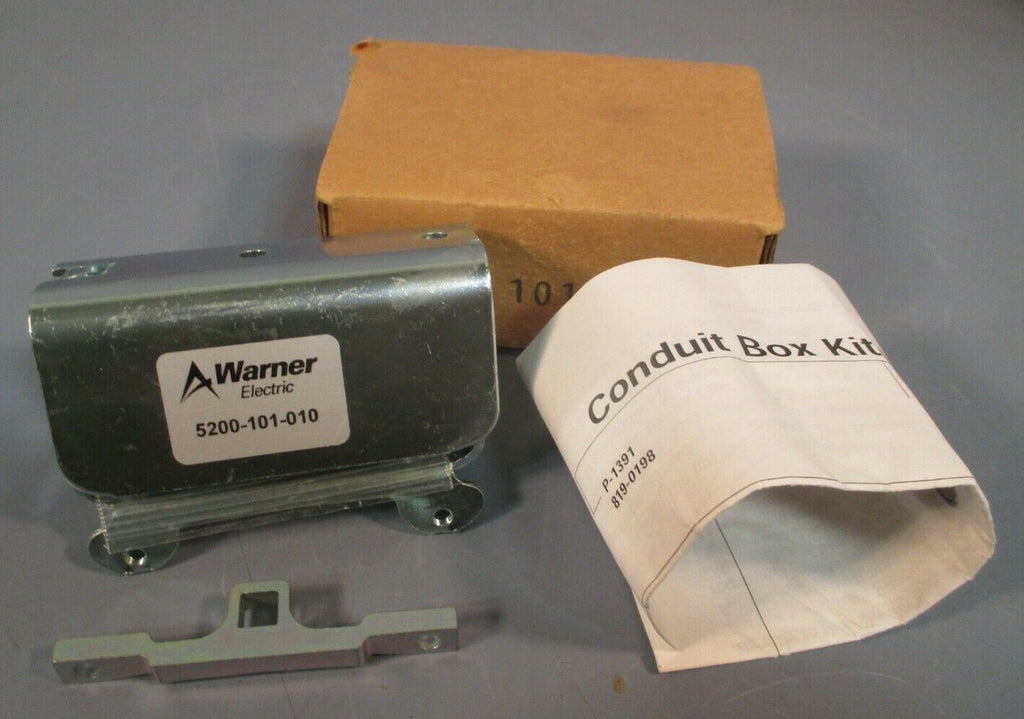 101
Warner
Electric
5200-101-010
Conduit Box Kit
P-1391
819-0198